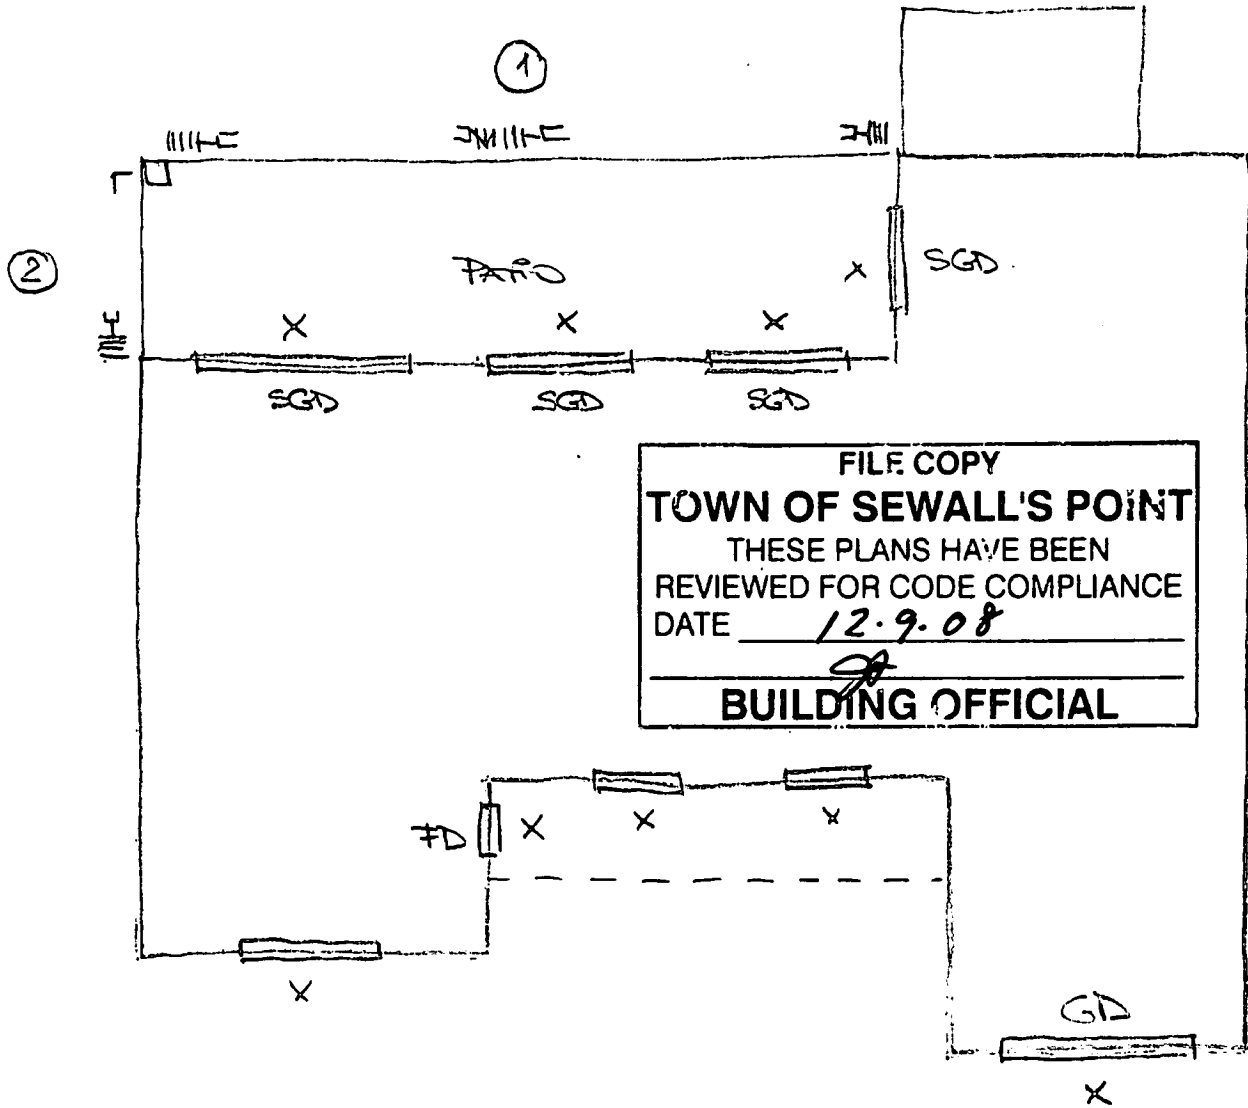 1
2
PATIO
X
SGD
X
X
X
SGD
SGD
SGD
FILE COPY
TOWN OF SEWALL'S POINT
THESE PLANS HAVE BEEN
REVIEWED FOR CODE COMPLIANCE
DATE 12.9.08
BUILDING OFFICIAL
FD
X
X
X
X
GD
X